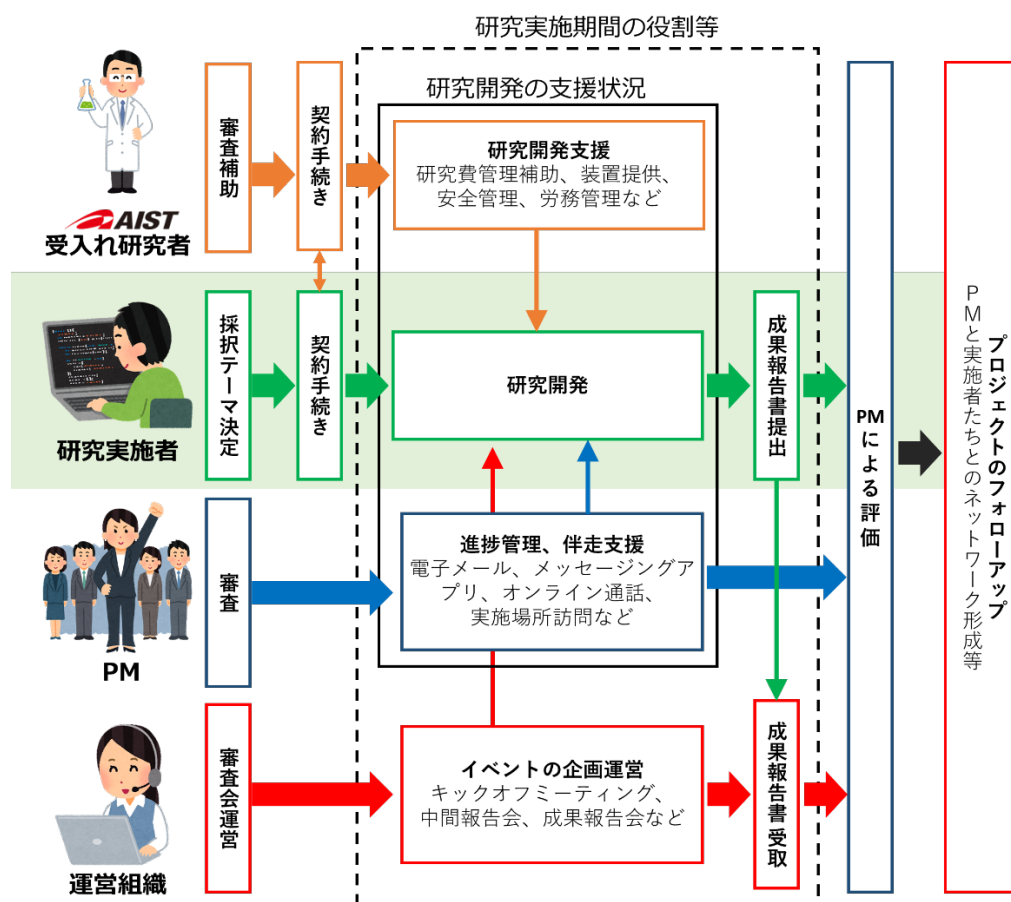 研究実施期間の役割等
研究開発の支援状況
審査補助
契約手続き
研究開発支援
研究費管理補助、装置提供、
安全管理、労務管理など
AIST
受入れ研究者
採択テーマ決定
契約手続き
研究開発
成果報告書提出
研究実施者
審査
進捗管理、伴走支援
電子メール、メッセージングア
プリ、オンライン通話、
実施場所訪問など
PM
審査会運営
イベントの企画運営
キックオフミーティング、
中間報告会、成果報告会など
成果報告書 受取
運営組織
PMによる評価
プロジェクトのフォローアップ
PMと実施者たちとのネットワーク形成等